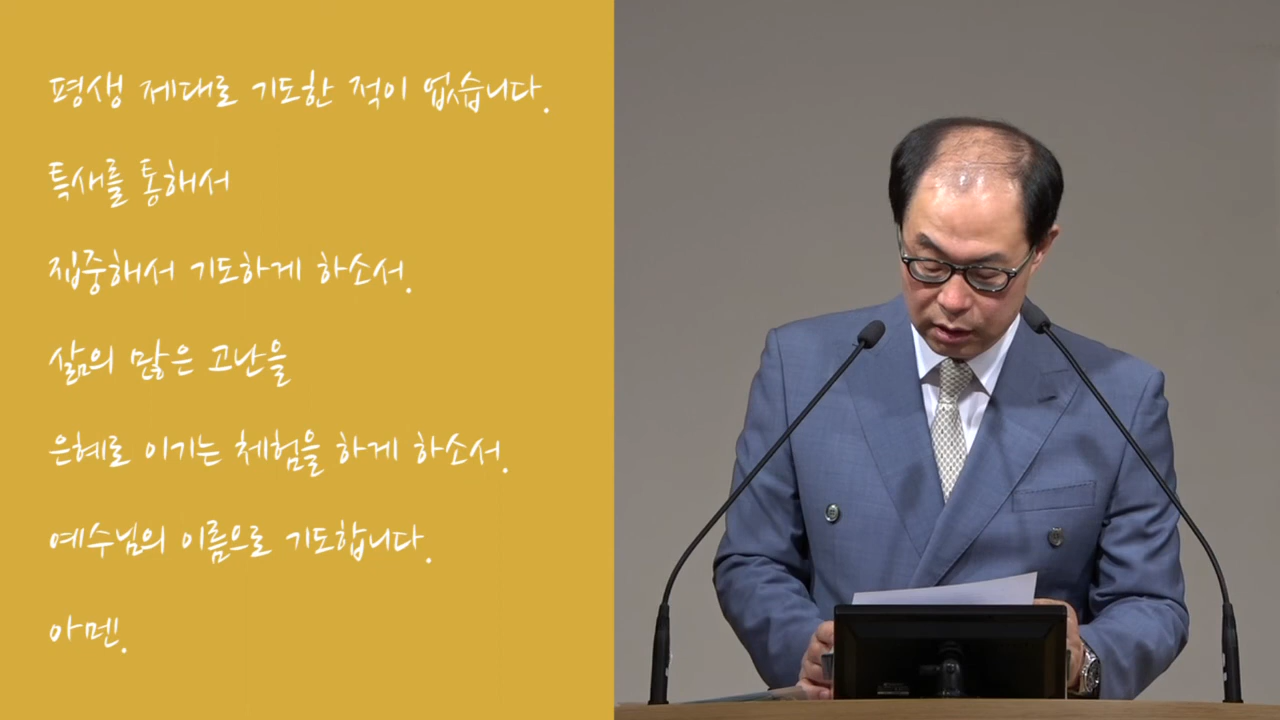 평생 제대로 기도한 적이 없습니다.
특새를 통해서
집중해서 기도하게 하소서.
삶의 많은 고난을
은혜로 이기는 체험을 하게 하소서.
예수님의 이름으로 기도합니다.
아멘.